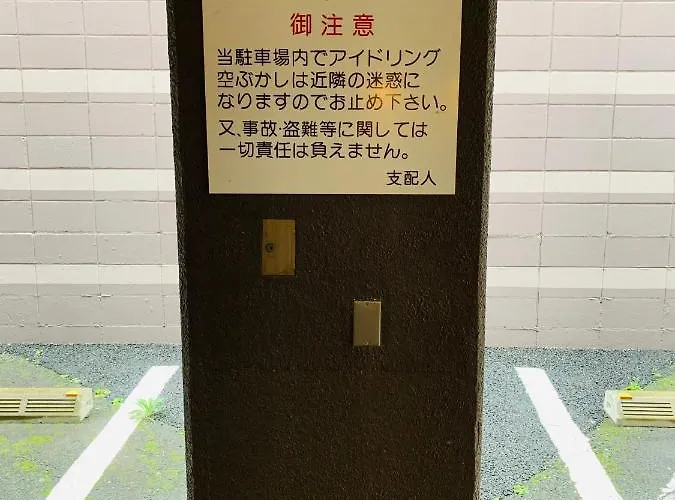 御注意
当駐車場内でアイドリング
空ぶかしは近隣の迷惑に
なりますのでお止め下さい。
又、事故・盗難等に関しては
一切責任は負えません。
支配人